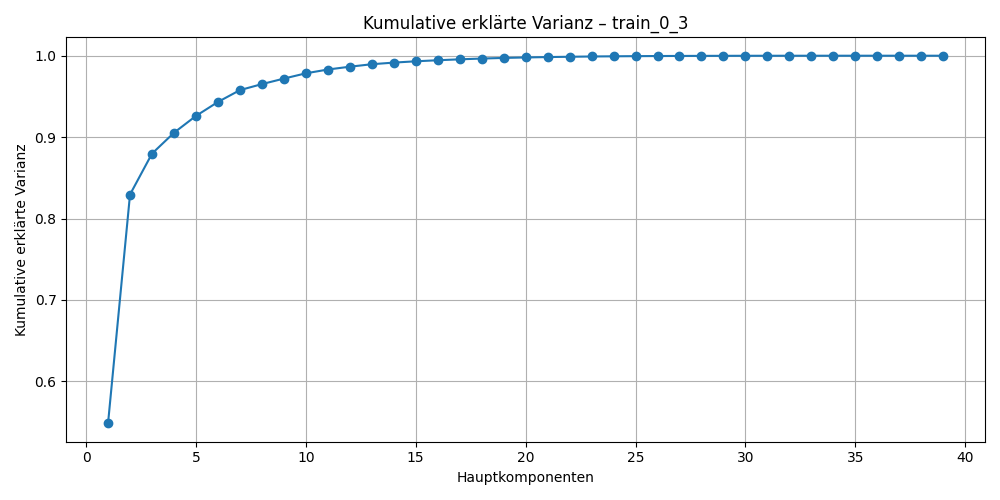 Kumulative erklärte Varianz – train_0_3
Kumulative erklärte Varianz
1.0
0.9
0.8
0.7
0.6
0 5 10 15 20 25 30 35 40
Hauptkomponenten